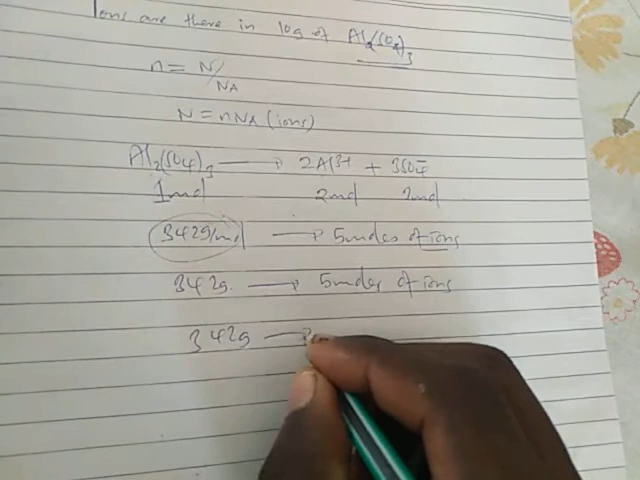 Ions are there in 10g of Al₂(SO₄)₃
n = N/NA
N = nNA (ions)
Al₂(SO₄)₃ → 2Al3+ + 3SO4
1mol 2mol 3mol
342g/mol → 5moles of ions
342g. → 5moles of ions
342g →